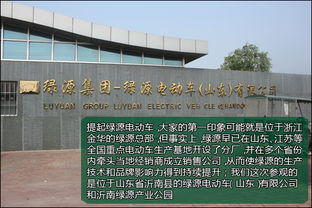 绿源集团-绿源电动车(山东)有限公司
LUYUAN GROUP LUYUAN ELECTRIC VEHICLE
提起绿源电动车,大家的第一印象可能就是位于浙江
金华的绿源总部,但事实上,绿源早已在山东、江苏等
全国重点电动车生产基地开设了分厂,并在多个省份
内牵头当地经销商成立销售公司,从而使绿源的生产
技术和品牌影响力得到持续提升;我们这次参观的
是位于山东省沂南县的绿源电动车(山东)有限公司
和沂南绿源产业公园